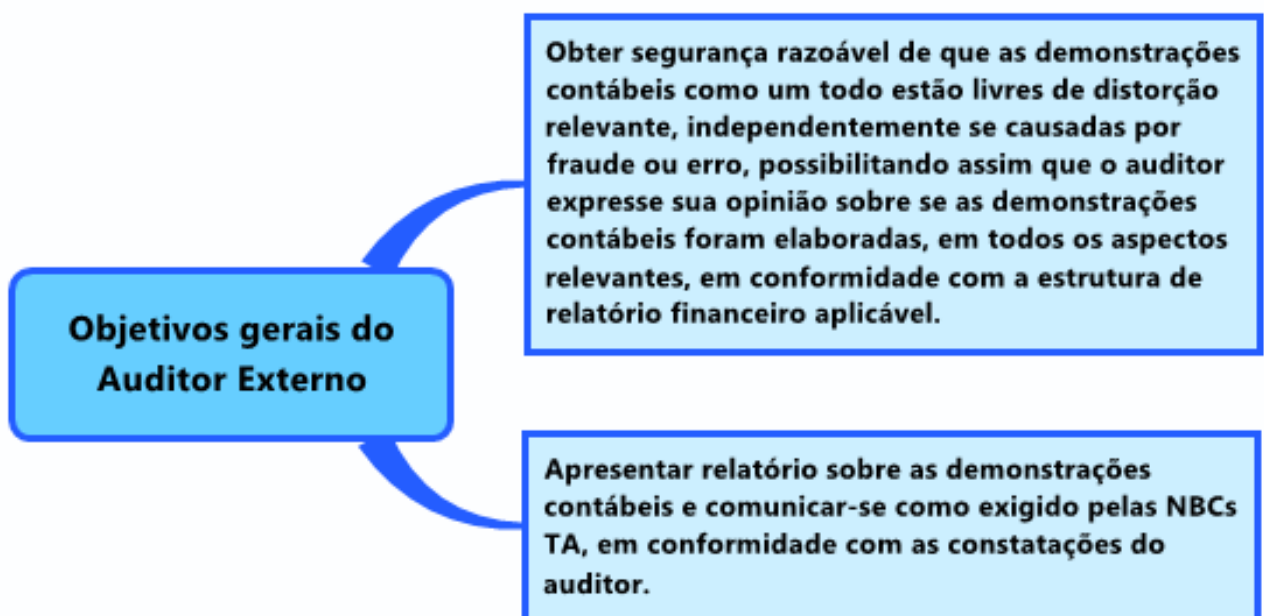 Obter segurança razoável de que as demonstrações
contábeis como um todo estão livres de distorção
relevante, independentemente se causadas por
fraude ou erro, possibilitando assim que o auditor
expresse sua opinião sobre se as demonstrações
contábeis foram elaboradas, em todos os aspectos
relevantes, em conformidade com a estrutura de
relatório financeiro aplicável.
Objetivos gerais do
Auditor Externo
Apresentar relatório sobre as demonstrações
contábeis e comunicar-se como exigido pelas NBCs
TA, em conformidade com as constatações do
auditor.